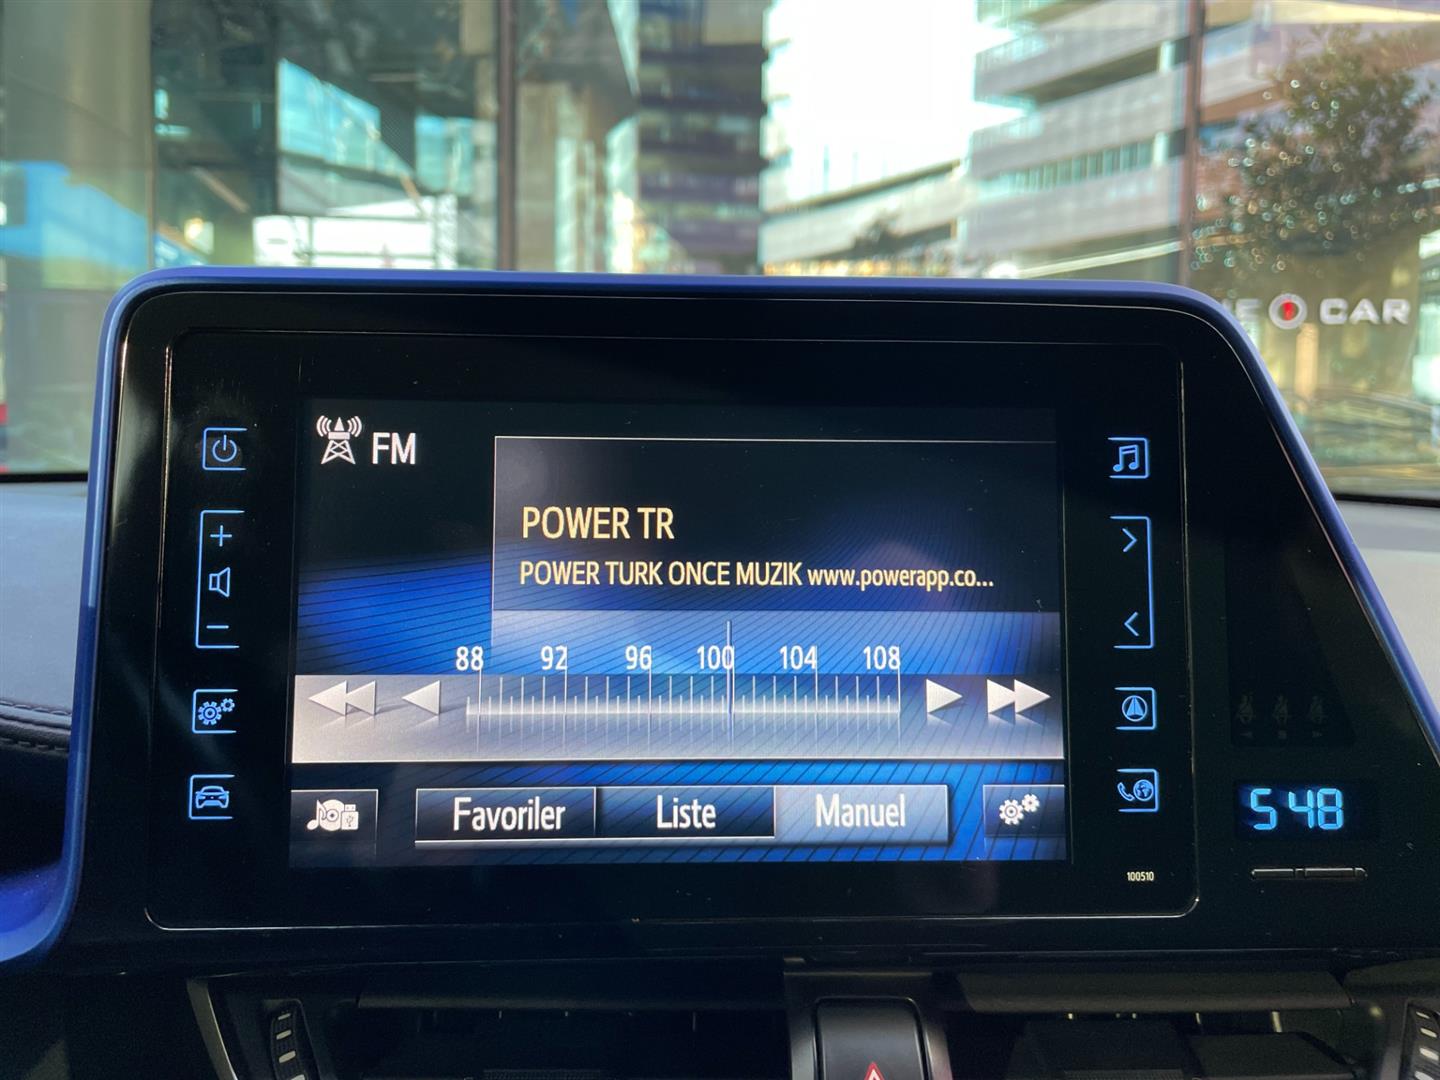 CAR
FM
POWER TR
POWER TURK ONCE MUZIK www.powerapp.co...
88 92 96 100 104 108
Favoriler Liste Manuel
5 48
100510